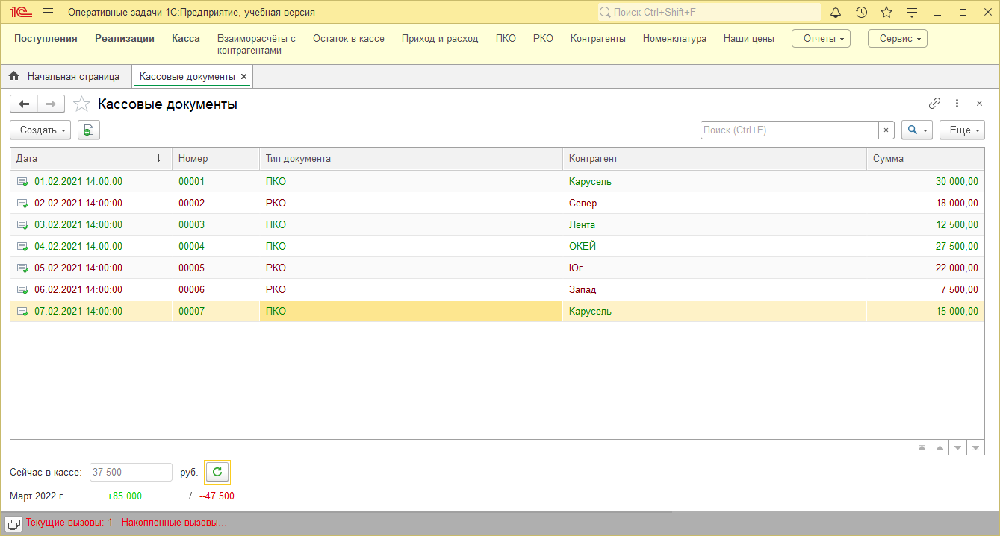 1С Оперативные задачи 1С:Предприятие, учебная версия Поиск Ctrl+Shift+F
Поступления Реализации Касса Взаиморасчёты с контрагентами Остаток в кассе Приход и расход ПКО РКО Контрагенты Номенклатура Наши цены Отчеты Сервис
Начальная страница Кассовые документы
Кассовые документы
Создать Поиск (Ctrl+F) Еще
Дата Номер Тип документа Контрагент Сумма
01.02.2021 14:00:00 00001 ПКО Карусель 30 000,00
02.02.2021 14:00:00 00002 РКО Север 18 000,00
03.02.2021 14:00:00 00003 ПКО Лента 12 500,00
04.02.2021 14:00:00 00004 ПКО ОКЕЙ 27 500,00
05.02.2021 14:00:00 00005 РКО Юг 22 000,00
06.02.2021 14:00:00 00006 РКО Запад 7 500,00
07.02.2021 14:00:00 00007 ПКО Карусель 15 000,00
Сейчас в кассе: 37 500 руб.
Март 2022 г. +85 000 / --47 500
Текущие вызовы: 1 Накопленные вызовы...